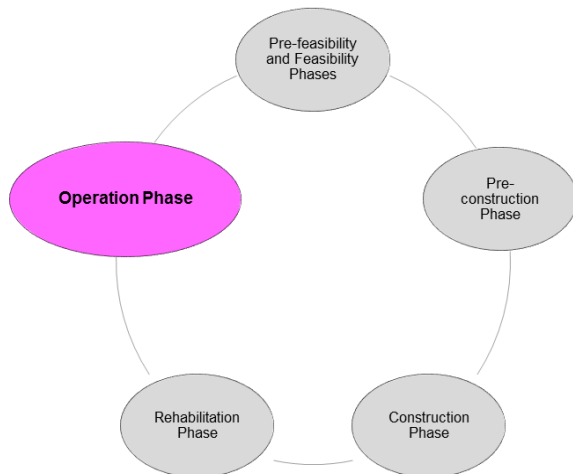 Pre-feasibility
and Feasibility
Phases
Operation Phase
Pre-
construction
Phase
Rehabilitation
Phase
Construction
Phase